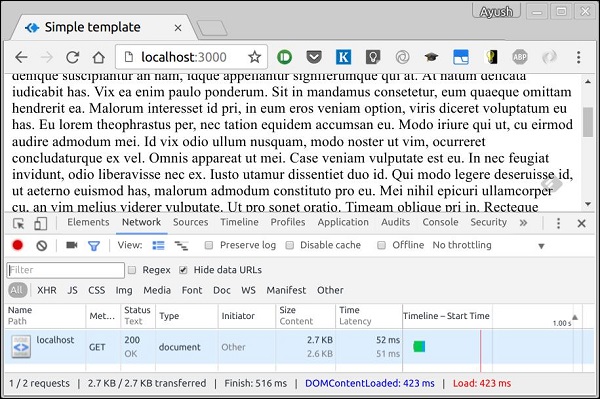 Ayush
Simple template
localhost:3000
ABP
demque suscipiantur an nam, idque appellantur signiferumque qui at. At natum delicata
iudicabit has. Vix ea enim paulo ponderum. Sit in mandamus consetetur, eum quaeque omittam
hendrerit ea. Malorum interesset id pri, in eum eros veniam option, viris diceret voluptatum eu
has. Eu lorem theophrastus per, nec tation equidem accumsan eu. Modo iriure qui ut, cu eirmod
audire admodum mei. Id vix odio ullum nusquam, modo noster ut vim, ocurreret
concludaturque ex vel. Omnis appareat ut mei. Case veniam vulputate est eu. In nec feugiat
invidunt, odio liberavisse nec ex. Iusto utamur dissentiet duo id. Qui modo legere deseruisse id,
ut aeterno euismod has, malorum admodum constituto pro eu. Mei nihil epicuri ullamcorper
cu, an vim melius viderer vulputate. Ut pro sonet oratio. Timeam oblique pri in. Recteque
Elements Network Sources Timeline Profiles Application Audits Console Security »
View: Preserve log Disable cache Offline No throttling
Filter Regex Hide data URLs
All XHR JS CSS Img Media Font Doc WS Manifest Other
Name Met... Status Type Initiator Size Time Timeline – Start Time
Path Text Content Latency 1.00 s
localhost GET 200 document Other 2.7 KB 52 ms
OK 2.6 KB 51 ms
1 / 2 requests | 2.7 KB / 2.7 KB transferred | Finish: 516 ms | DOMContentLoaded: 423 ms | Load: 423 ms